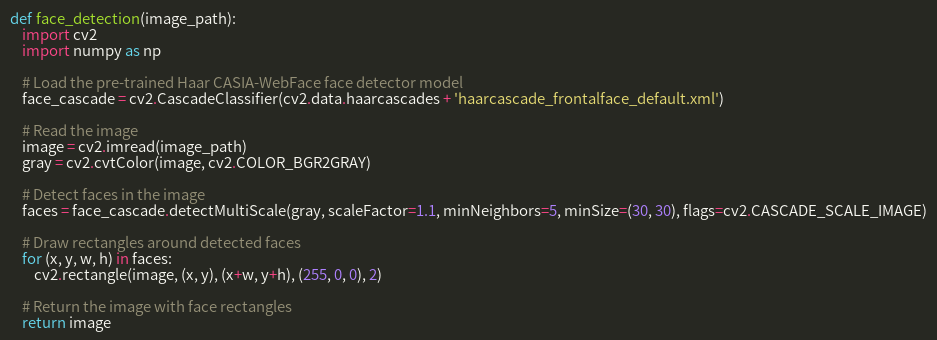 def face_detection(image_path):
import cv2
import numpy as np
# Load the pre-trained Haar CASIA-WebFace face detector model
face_cascade = cv2.CascadeClassifier(cv2.data.haarcascades + 'haarcascade_frontalface_default.xml')
# Read the image
image = cv2.imread(image_path)
gray = cv2.cvtColor(image, cv2.COLOR_BGR2GRAY)
# Detect faces in the image
faces = face_cascade.detectMultiScale(gray, scaleFactor=1.1, minNeighbors=5, minSize=(30, 30), flags=cv2.CASCADE_SCALE_IMAGE)
# Draw rectangles around detected faces
for (x, y, w, h) in faces:
cv2.rectangle(image, (x, y), (x+w, y+h), (255, 0, 0), 2)
# Return the image with face rectangles
return image